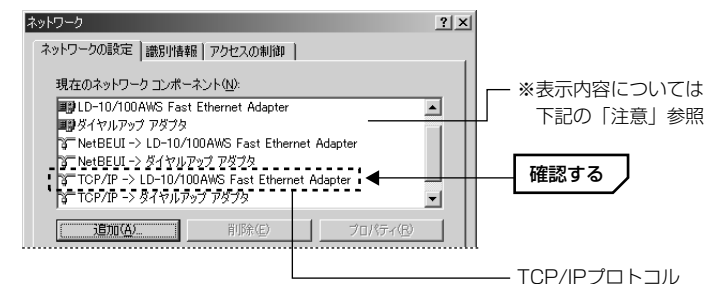 ネットワーク
ネットワークの設定 識別情報 アクセスの制御
現在のネットワーク コンポーネント(N):
LD-10/100AWS Fast Ethernet Adapter
ダイヤルアップ アダプタ
NetBEUI -> LD-10/100AWS Fast Ethernet Adapter
NetBEUI -> ダイヤルアップ アダプタ
TCP/IP -> LD-10/100AWS Fast Ethernet Adapter
TCP/IP -> ダイヤルアップ アダプタ
追加(A)... 削除(E) プロパティ(R)
※表示内容については
下記の「注意」参照
確認する
TCP/IPプロトコル